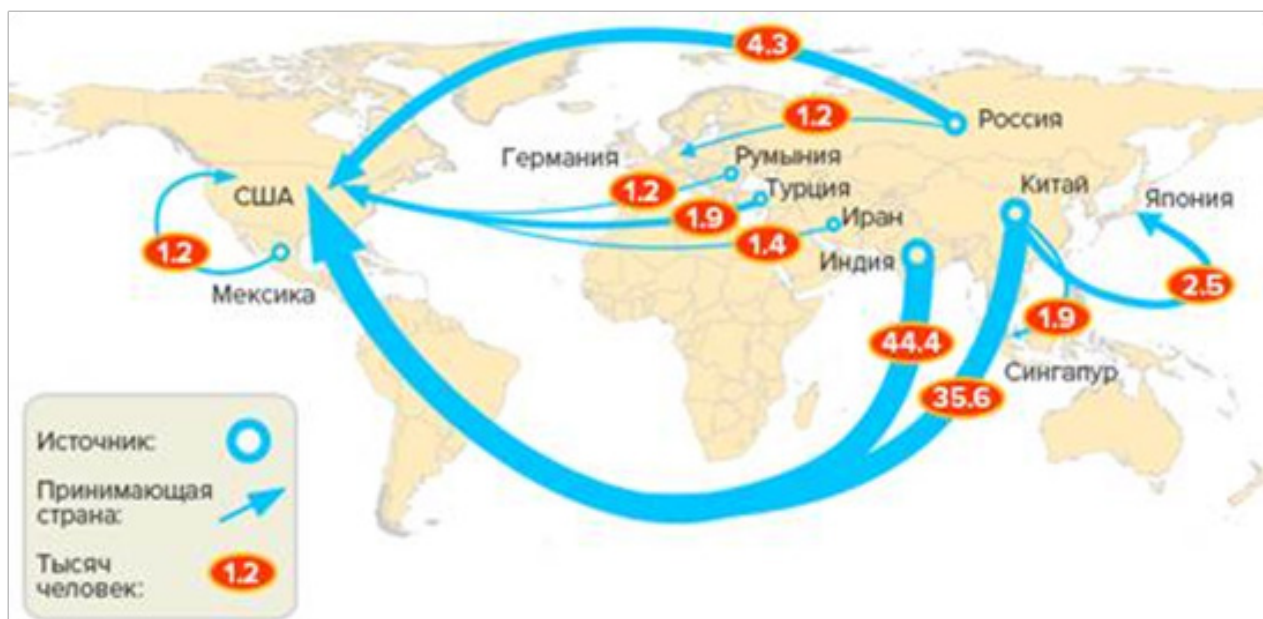 4.3
1.2
Россия
Германия
Румыния
США
1.2
Турция
Китай
Япония
1.9
Иран
1.2
1.4
Индия
Мексика
2.5
1.9
44.4
Сингапур
35.6
Источник:
Принимающая
страна:
Тысяч
человек:
1.2